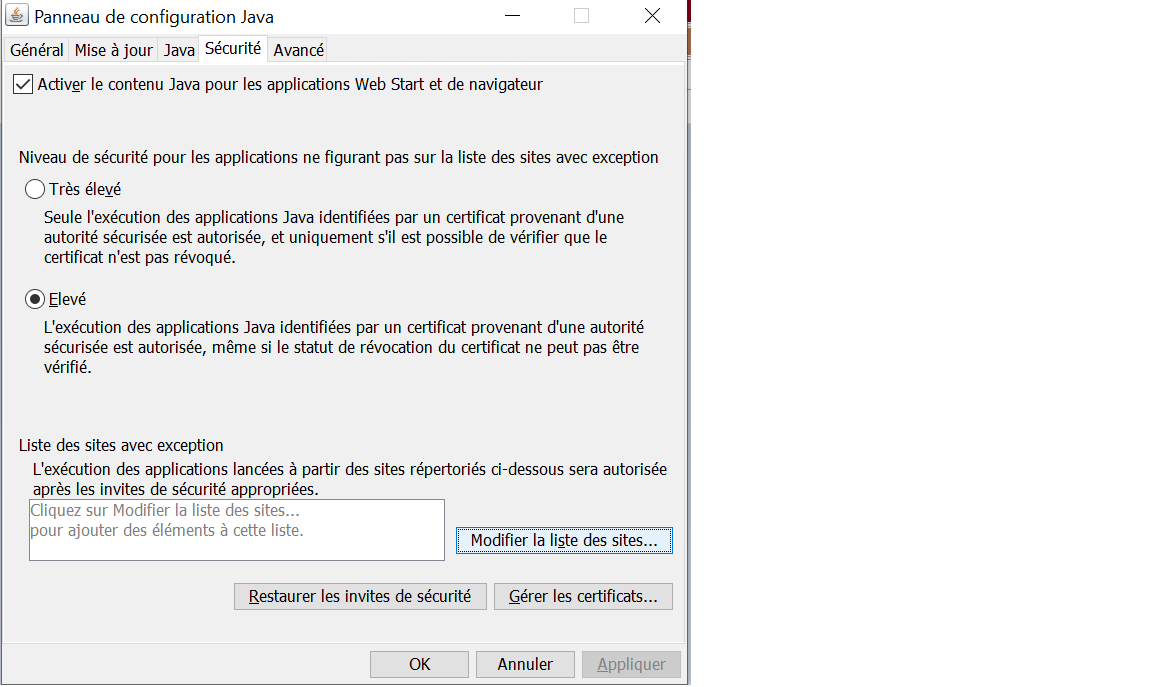 Panneau de configuration Java
Général Mise à jour Java Sécurité Avancé
Activer le contenu Java pour les applications Web Start et de navigateur
Niveau de sécurité pour les applications ne figurant pas sur la liste des sites avec exception
Très élevé
Seule l'exécution des applications Java identifiées par un certificat provenant d'une
autorité sécurisée est autorisée, et uniquement s'il est possible de vérifier que le
certificat n'est pas révoqué.
Elevé
L'exécution des applications Java identifiées par un certificat provenant d'une autorité
sécurisée est autorisée, même si le statut de révocation du certificat ne peut pas être
vérifié.
Liste des sites avec exception
L'exécution des applications lancées à partir des sites répertoriés ci-dessous sera autorisée
après les invites de sécurité appropriées.
Cliquez sur Modifier la liste des sites...
pour ajouter des éléments à cette liste.
Modifier la liste des sites...
Restaurer les invites de sécurité Gérer les certificats...
OK Annuler Appliquer